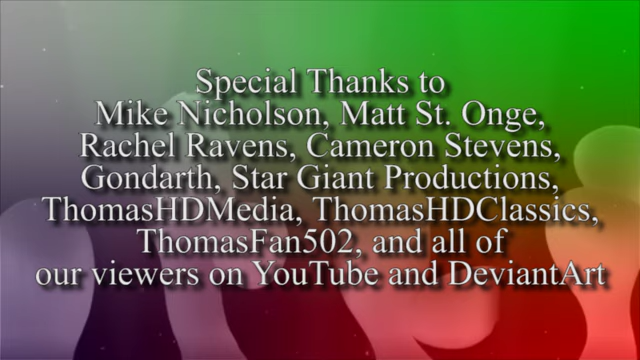 Special Thanks to
Mike Nicholson, Matt St. Onge,
Rachel Ravens, Cameron Stevens,
Gondarth, Star Giant Productions,
ThomasHDMedia, ThomasHDClassics,
ThomasFan502, and all of
our viewers on YouTube and DeviantArt